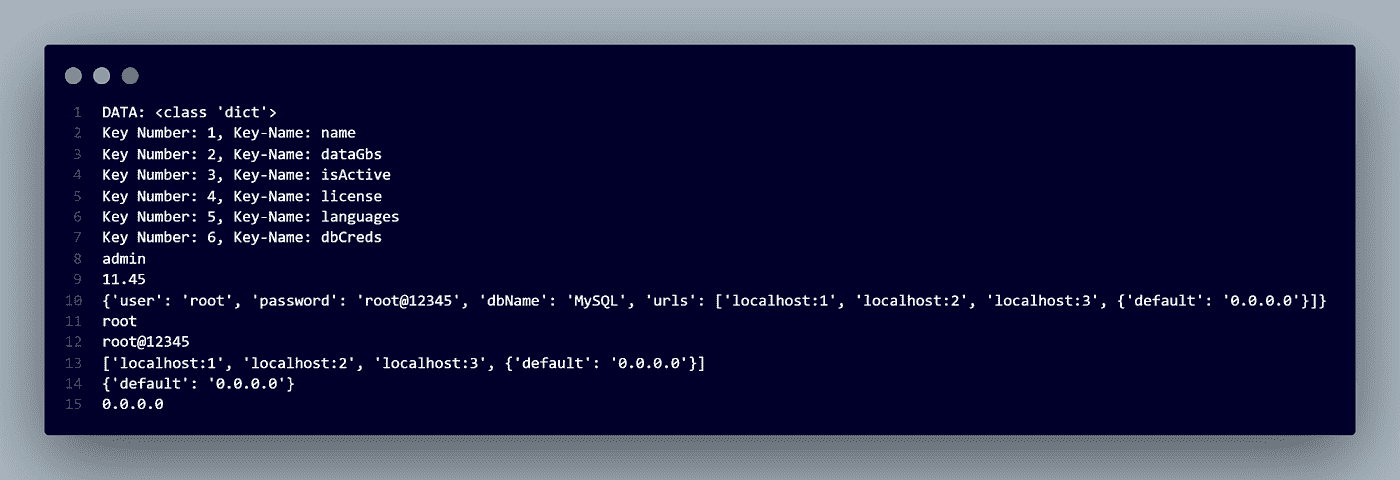 1 DATA: <class 'dict'>
2 Key Number: 1, Key-Name: name
3 Key Number: 2, Key-Name: dataGbs
4 Key Number: 3, Key-Name: isActive
5 Key Number: 4, Key-Name: license
6 Key Number: 5, Key-Name: languages
7 Key Number: 6, Key-Name: dbCreds
8 admin
9 11.45
10 {'user': 'root', 'password': 'root@12345', 'dbName': 'MySQL', 'urls': ['localhost:1', 'localhost:2', 'localhost:3', {'default': '0.0.0.0'}]}
11 root
12 root@12345
13 ['localhost:1', 'localhost:2', 'localhost:3', {'default': '0.0.0.0'}]
14 {'default': '0.0.0.0'}
15 0.0.0.0